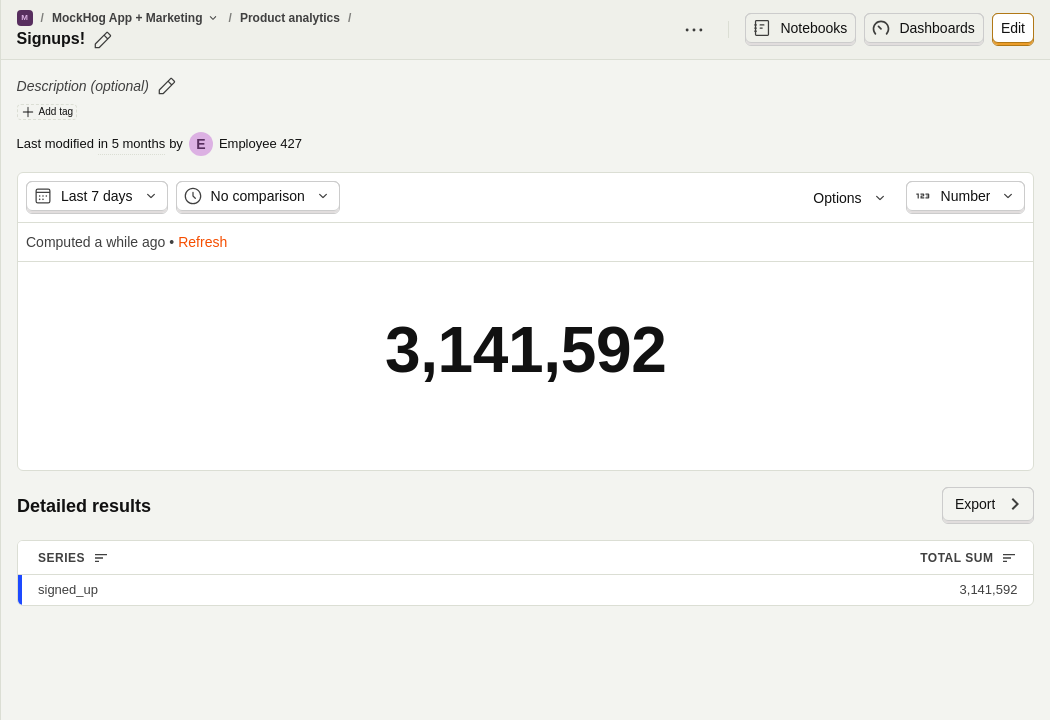 M / MockHog App + Marketing / Product analytics /
Signups!
Notebooks
Dashboards
Edit
Description (optional)
Add tag
Last modified in 5 months by E Employee 427
Last 7 days
No comparison
Options
123 Number
Computed a while ago • Refresh
3,141,592
Detailed results
Export
SERIES
TOTAL SUM
signed_up
3,141,592